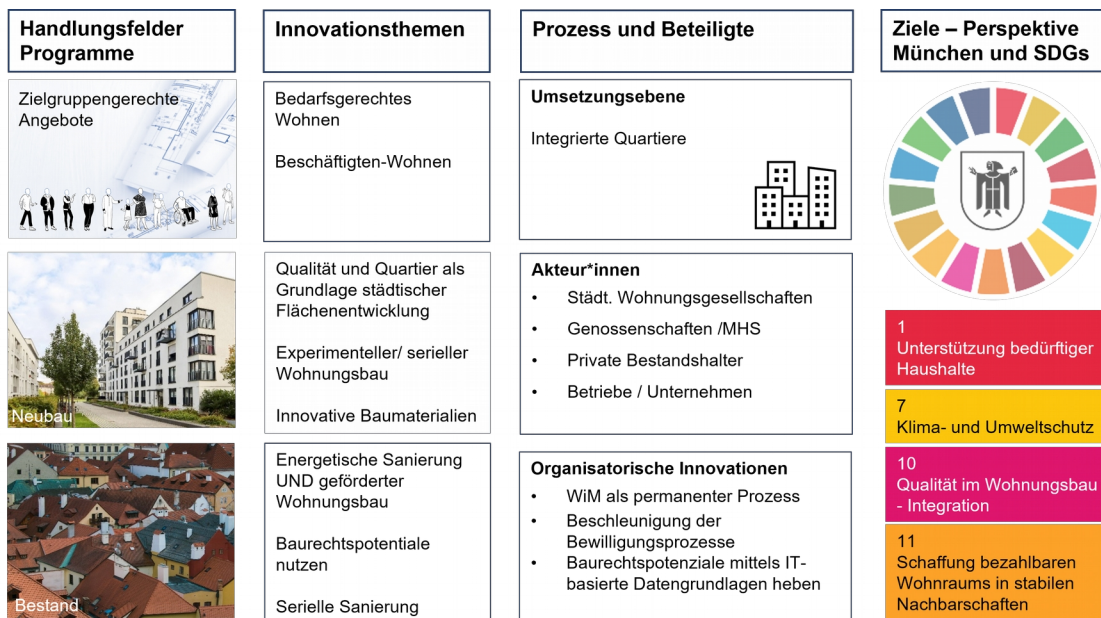 Handlungsfelder
Programme
Zielgruppengerechte
Angebote
Neubau
Bestand
Innovationsthemen
Bedarfsgerechtes
Wohnen
Beschäftigten-Wohnen
Qualität und Quartier als
Grundlage städtischer
Flächenentwicklung
Experimenteller/ serieller
Wohnungsbau
Innovative Baumaterialien
Energetische Sanierung
UND geförderter
Wohnungsbau
Baurechtspotentiale
nutzen
Serielle Sanierung
Prozess und Beteiligte
Umsetzungsebene
Integrierte Quartiere
Akteur*innen
• Städt. Wohnungsgesellschaften
• Genossenschaften /MHS
• Private Bestandshalter
• Betriebe / Unternehmen
Organisatorische Innovationen
• WiM als permanenter Prozess
• Beschleunigung der
Bewilligungsprozesse
• Baurechtspotenziale mittels IT-
basierte Datengrundlagen heben
Ziele – Perspektive
München und SDGs
1
Unterstützung bedürftiger
Haushalte
7
Klima- und Umweltschutz
10
Qualität im Wohnungsbau
- Integration
11
Schaffung bezahlbaren
Wohnraums in stabilen
Nachbarschaften